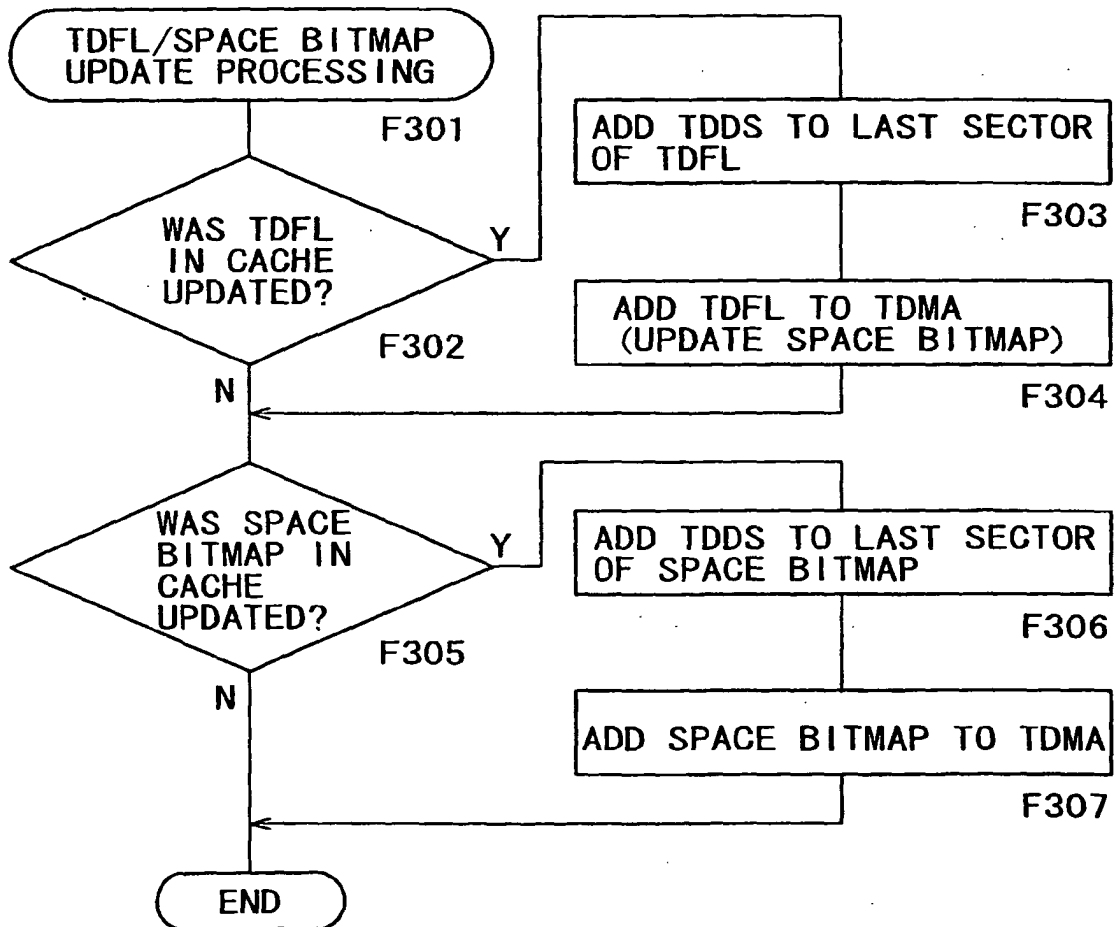 TDFL/SPACE BITMAP
UPDATE PROCESSING
F301
WAS TDFL
IN CACHE
UPDATED?
Y
F302
N
ADD TDDS TO LAST SECTOR
OF TDFL
F303
ADD TDFL TO TDMA
(UPDATE SPACE BITMAP)
F304
WAS SPACE
BITMAP IN
CACHE
UPDATED?
Y
F305
N
ADD TDDS TO LAST SECTOR
OF SPACE BITMAP
F306
ADD SPACE BITMAP TO TDMA
F307
END